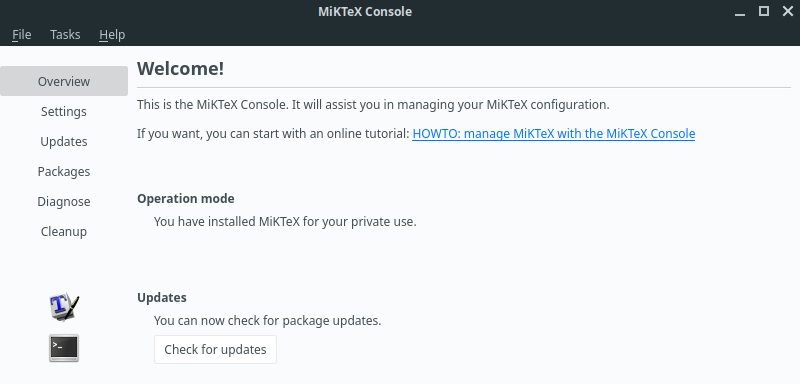 MiKTeX Console
File Tasks Help
Overview
Settings
Updates
Packages
Diagnose
Cleanup
Welcome!
This is the MiKTeX Console. It will assist you in managing your MiKTeX configuration.
If you want, you can start with an online tutorial: HOWTO: manage MiKTeX with the MiKTeX Console
Operation mode
You have installed MiKTeX for your private use.
Updates
You can now check for package updates.
Check for updates